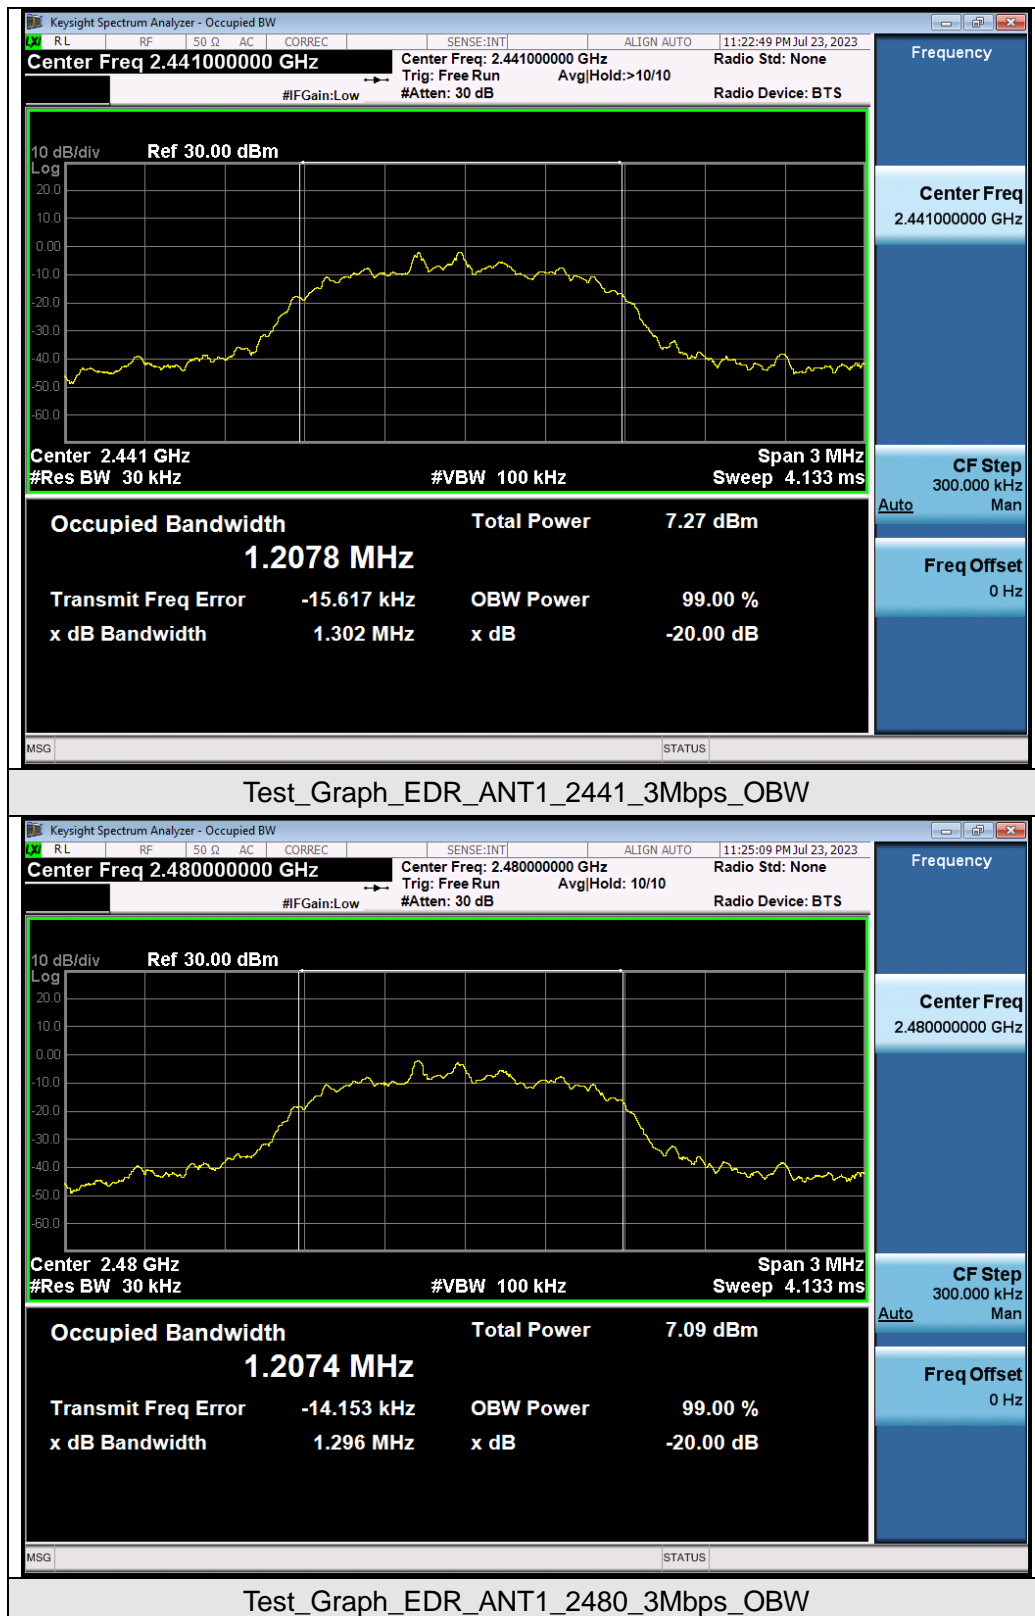 Keysight Spectrum Analyzer - Occupied BW
LXI RL RF 50 Ω AC CORREC SENSE:INT ALIGN AUTO 11:22:49 PM Jul 23, 2023
Center Freq 2.441000000 GHz Center Freq: 2.441000000 GHz Radio Std: None
Trig: Free Run Avg|Hold:>10/10
#IFGain:Low #Atten: 30 dB Radio Device: BTS
Frequency
10 dB/div Ref 30.00 dBm
Log
20.0
10.0
0.00
-10.0
-20.0
-30.0
-40.0
-50.0
-60.0
Center 2.441 GHz Span 3 MHz
#Res BW 30 kHz #VBW 100 kHz Sweep 4.133 ms
Center Freq
2.441000000 GHz
CF Step
300.000 kHz
Auto Man
Freq Offset
0 Hz
Occupied Bandwidth Total Power 7.27 dBm
1.2078 MHz
Transmit Freq Error -15.617 kHz OBW Power 99.00 %
x dB Bandwidth 1.302 MHz x dB -20.00 dB
MSG STATUS
Test_Graph_EDR_ANT1_2441_3Mbps_OBW
Keysight Spectrum Analyzer - Occupied BW
LXI RL RF 50 Ω AC CORREC SENSE:INT ALIGN AUTO 11:25:09 PM Jul 23, 2023
Center Freq 2.480000000 GHz Center Freq: 2.480000000 GHz Radio Std: None
Trig: Free Run Avg|Hold: 10/10
#IFGain:Low #Atten: 30 dB Radio Device: BTS
Frequency
10 dB/div Ref 30.00 dBm
Log
20.0
10.0
0.00
-10.0
-20.0
-30.0
-40.0
-50.0
-60.0
Center 2.48 GHz Span 3 MHz
#Res BW 30 kHz #VBW 100 kHz Sweep 4.133 ms
Center Freq
2.480000000 GHz
CF Step
300.000 kHz
Auto Man
Freq Offset
0 Hz
Occupied Bandwidth Total Power 7.09 dBm
1.2074 MHz
Transmit Freq Error -14.153 kHz OBW Power 99.00 %
x dB Bandwidth 1.296 MHz x dB -20.00 dB
MSG STATUS
Test_Graph_EDR_ANT1_2480_3Mbps_OBW